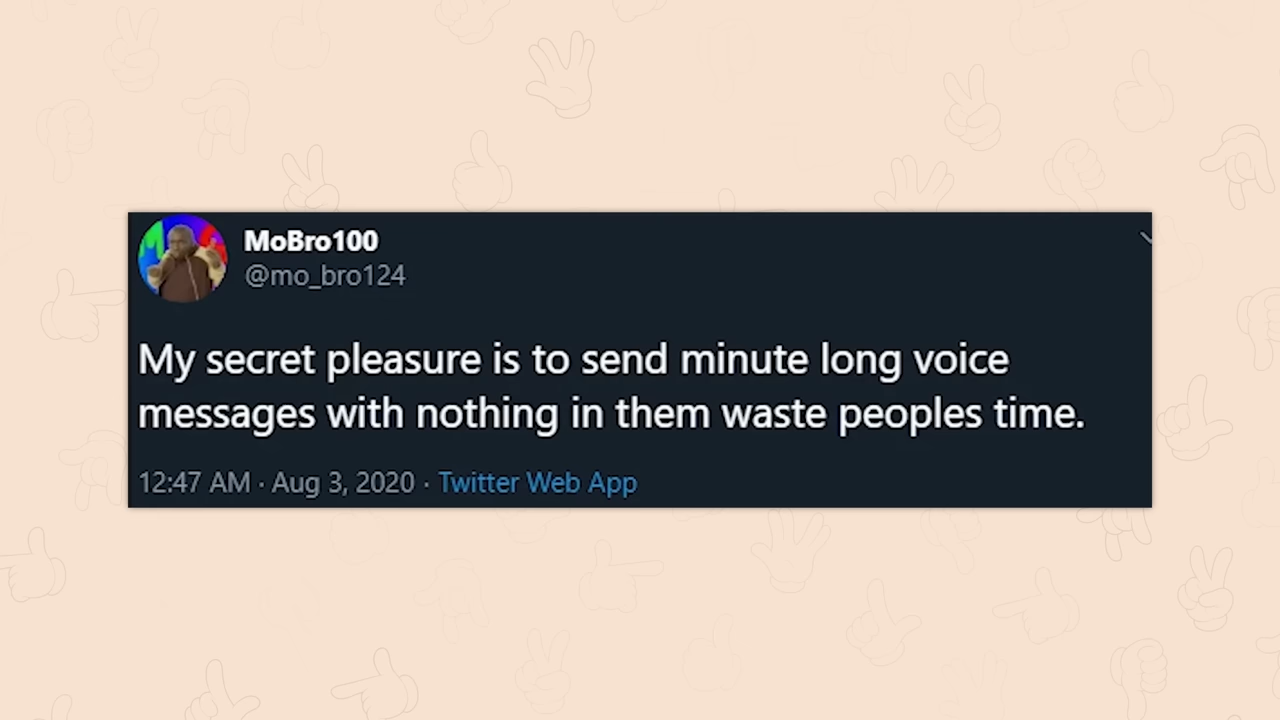 MoBro100
@mo_bro124
My secret pleasure is to send minute long voice
messages with nothing in them waste peoples time.
12:47 AM · Aug 3, 2020 · Twitter Web App